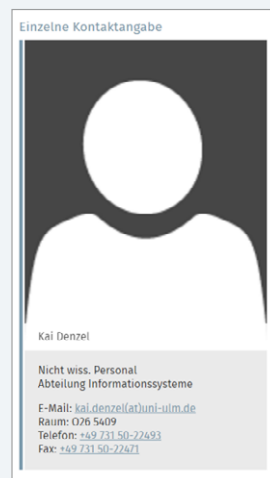 Einzelne Kontaktangabe
Kai Denzel
Nicht wiss. Personal
Abteilung Informationssysteme
E-Mail: kai.denzel(at)uni-ulm.de
Raum: O26 5409
Telefon: +49 731 50-22493
Fax: +49 731 50-22471